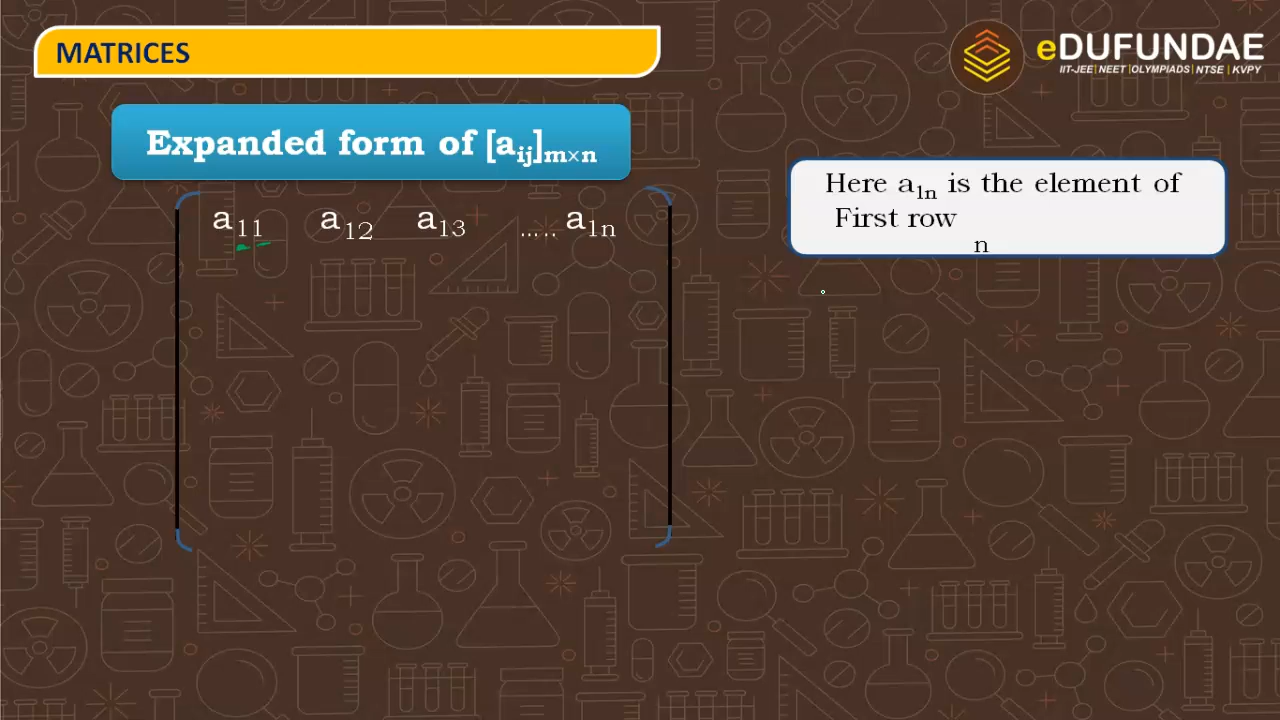 MATRICES
eDUFUNDAE
IIT-JEE|NEET|OLYMPIADS|NTSE|KVPY
Expanded form of [aij]m×n
Here a1n is the element of
First row
n
a11 a12 a13 ..... a1n